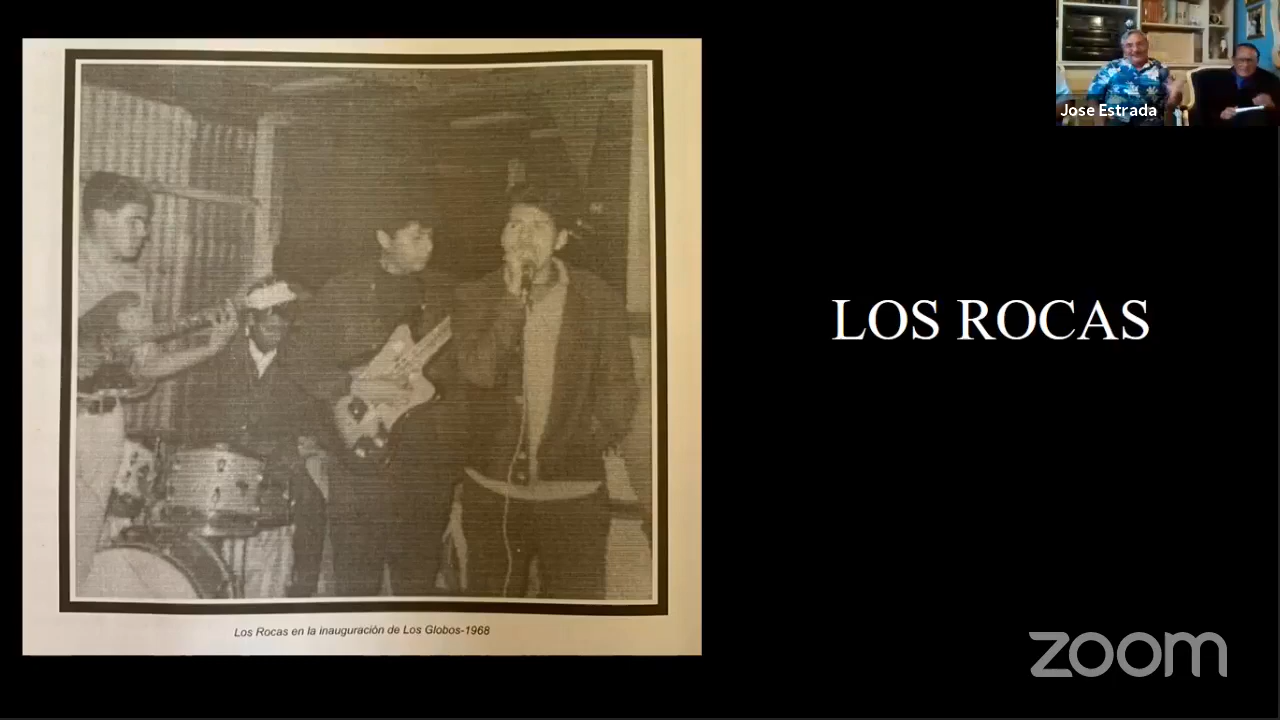 Jose Estrada
LOS ROCAS
Los Rocas en la inauguración de Los Globos-1968
zoom